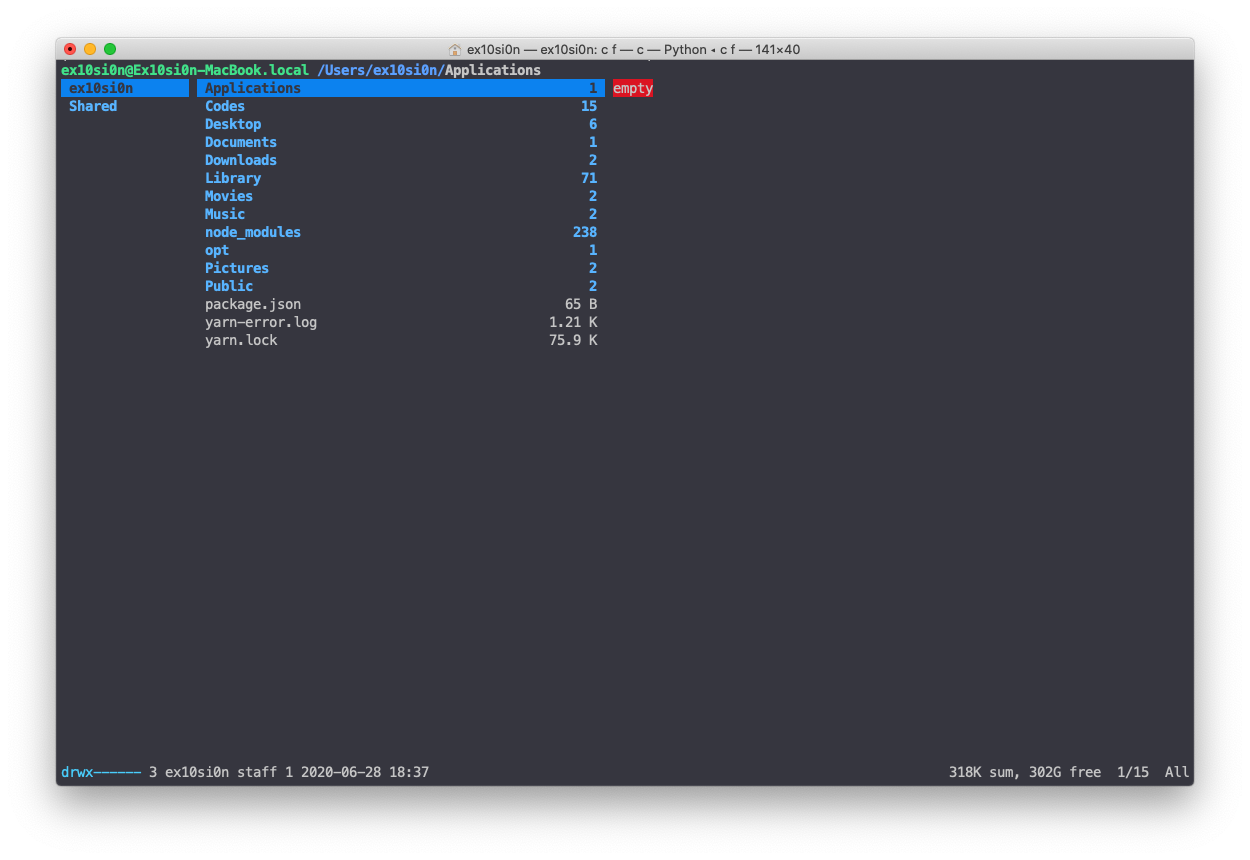 ex10si0n — ex10si0n: c f — c — Python ◂ c f — 141×40
ex10si0n@Ex10si0n-MacBook.local /Users/ex10si0n/Applications
ex10si0n Applications 1 empty
Shared Codes 15
Desktop 6
Documents 1
Downloads 2
Library 71
Movies 2
Music 2
node_modules 238
opt 1
Pictures 2
Public 2
package.json 65 B
yarn-error.log 1.21 K
yarn.lock 75.9 K
drwx------ 3 ex10si0n staff 1 2020-06-28 18:37 318K sum, 302G free 1/15 All